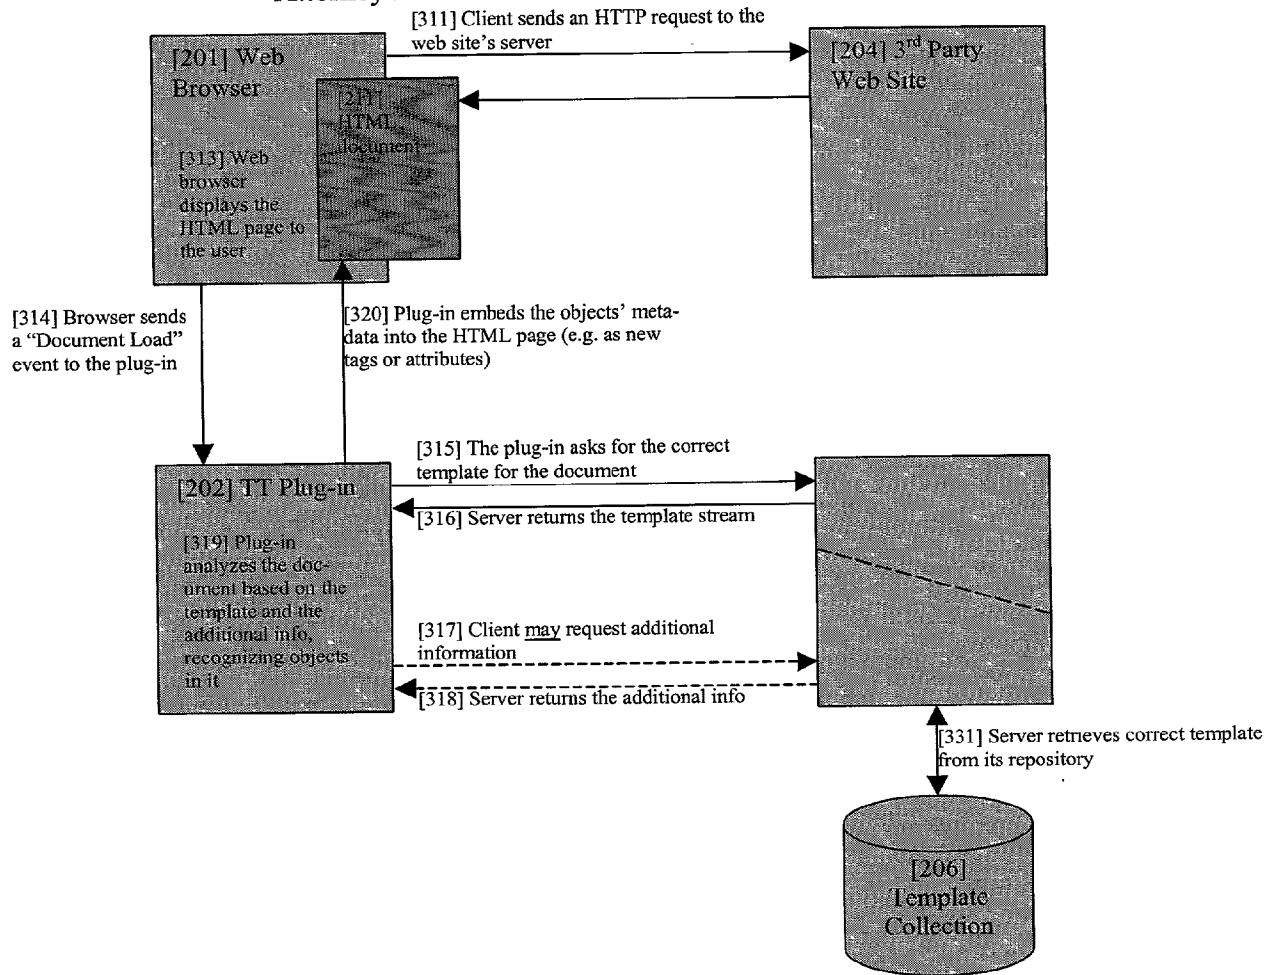 [311] Client sends an HTTP request to the
web site's server
[201] Web
Browser
[204] 3rd Party
Web Site
[211]
HTML
document
[313] Web
browser
displays the
HTML page to
the user
[314] Browser sends
a “Document Load”
event to the plug-in
[320] Plug-in embeds the objects’ meta-
data into the HTML page (e.g. as new
tags or attributes)
[315] The plug-in asks for the correct
template for the document
[202] TT Plug-in
[316] Server returns the template stream
[319] Plug-in
analyzes the doc-
ument based on the
template and the
additional info,
recognizing objects
in it
[317] Client may request additional
information
[318] Server returns the additional info
[331] Server retrieves correct template
from its repository
[206]
Template
Collection